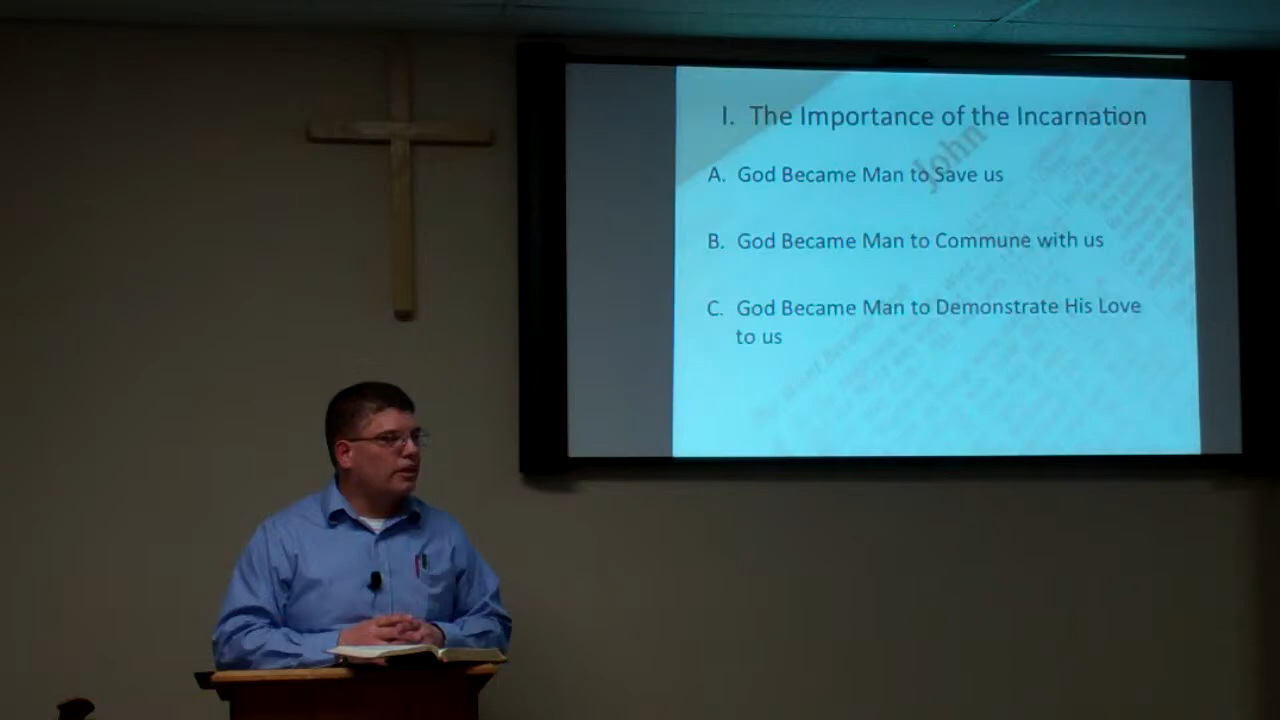 I. The Importance of the Incarnation
John
A. God Became Man to Save us
B. God Became Man to Commune with us
C. God Became Man to Demonstrate His Love
to us